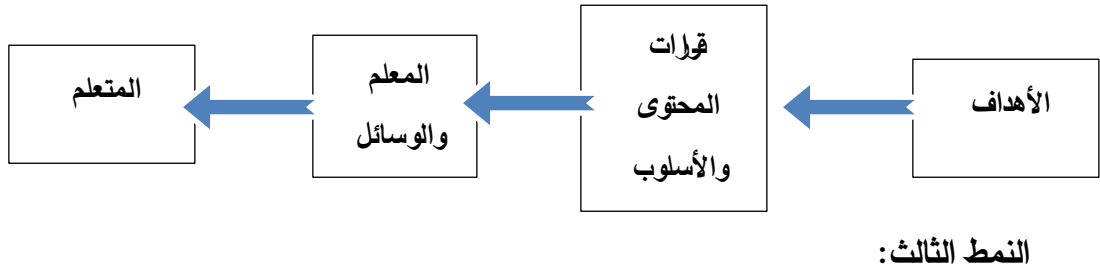 الأهداف
قرارات
المحتوى
والأسلوب
المعلم
والوسائل
المتعلم
النمط الثالث: